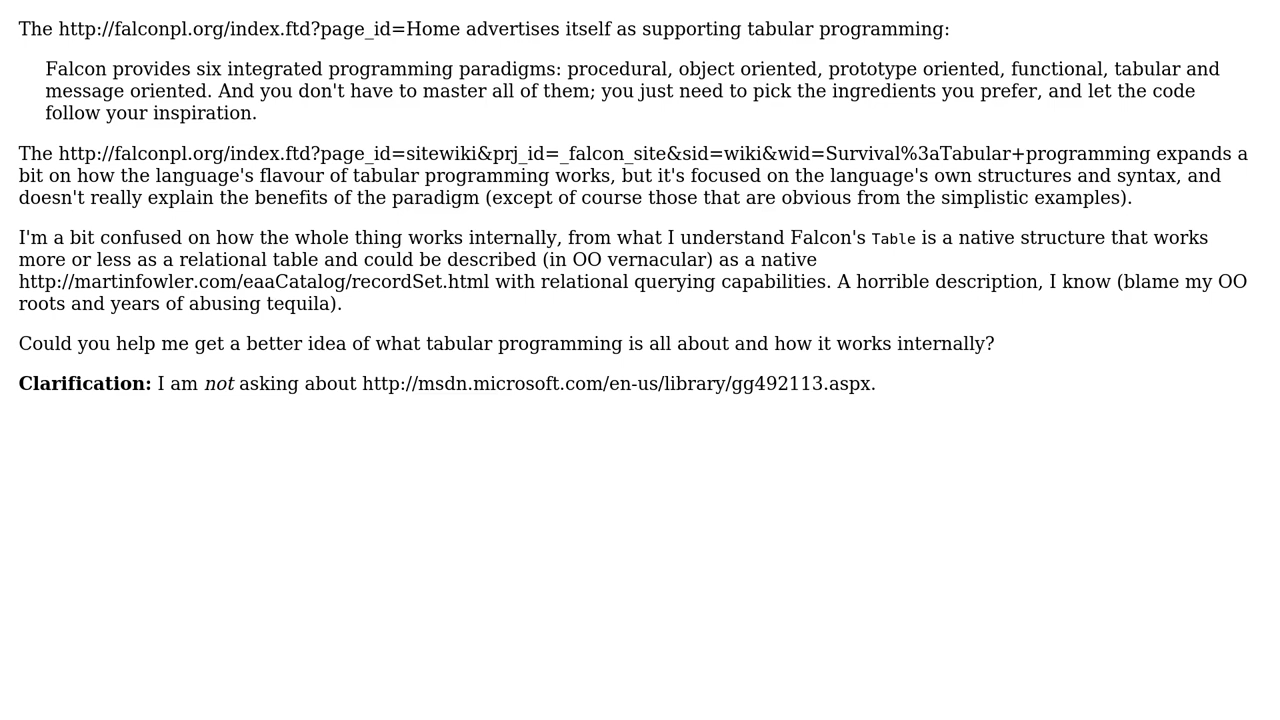 The http://falconpl.org/index.ftd?page_id=Home advertises itself as supporting tabular programming:
Falcon provides six integrated programming paradigms: procedural, object oriented, prototype oriented, functional, tabular and
message oriented. And you don't have to master all of them; you just need to pick the ingredients you prefer, and let the code
follow your inspiration.
The http://falconpl.org/index.ftd?page_id=sitewiki&prj_id=_falcon_site&sid=wiki&wid=Survival%3aTabular+programming expands a
bit on how the language's flavour of tabular programming works, but it's focused on the language's own structures and syntax, and
doesn't really explain the benefits of the paradigm (except of course those that are obvious from the simplistic examples).
I'm a bit confused on how the whole thing works internally, from what I understand Falcon's Table is a native structure that works
more or less as a relational table and could be described (in OO vernacular) as a native
http://martinfowler.com/eaaCatalog/recordSet.html with relational querying capabilities. A horrible description, I know (blame my OO
roots and years of abusing tequila).
Could you help me get a better idea of what tabular programming is all about and how it works internally?
Clarification: I am not asking about http://msdn.microsoft.com/en-us/library/gg492113.aspx.